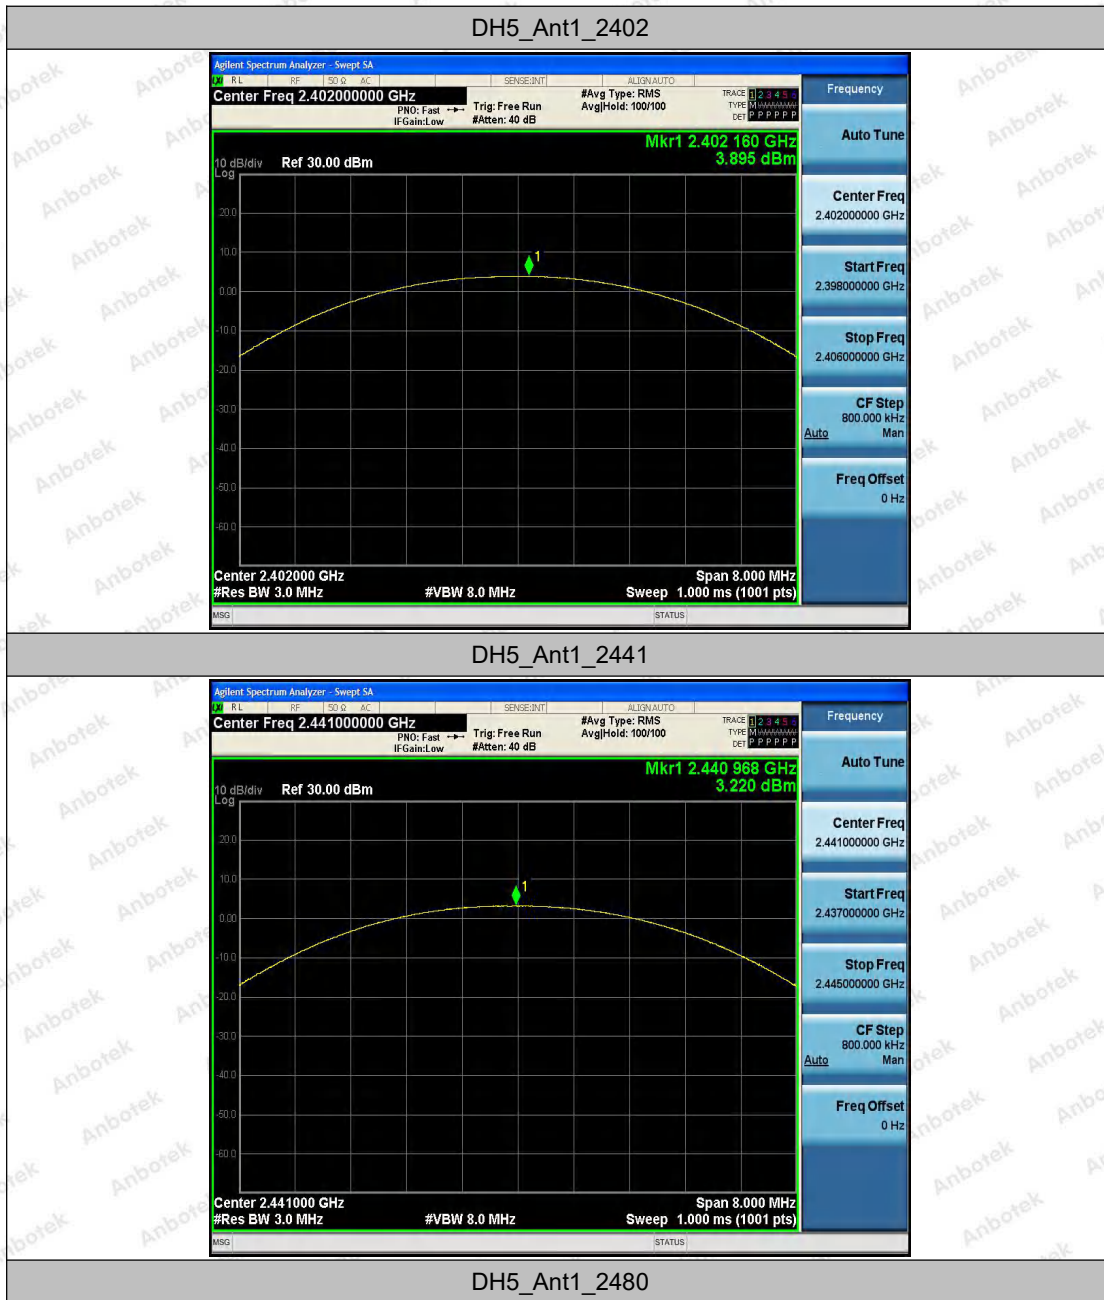 DH5_Ant1_2402
Agilent Spectrum Analyzer - Swept SA
RL RF 50 Ω AC SENSE:INT ALIGNAUTO
Center Freq 2.402000000 GHz
PNO: Fast
IFGain:Low
Trig: Free Run
#Atten: 40 dB
#Avg Type: RMS
Avg|Hold: 100/100
TRACE 1 2 3 4 5 6
TYPE M
DET P P P P P P
Frequency
Mkr1 2.402 160 GHz
3.895 dBm
10 dB/div Ref 30.00 dBm
Log
20.0
10.0
0.00
-10.0
-20.0
-30.0
-40.0
-50.0
-60.0
1
Center 2.402000 GHz Span 8.000 MHz
#Res BW 3.0 MHz #VBW 8.0 MHz Sweep 1.000 ms (1001 pts)
MSG STATUS
Auto Tune
Center Freq
2.402000000 GHz
Start Freq
2.398000000 GHz
Stop Freq
2.406000000 GHz
CF Step
800.000 kHz
Auto Man
Freq Offset
0 Hz
DH5_Ant1_2441
Agilent Spectrum Analyzer - Swept SA
RL RF 50 Ω AC SENSE:INT ALIGNAUTO
Center Freq 2.441000000 GHz
PNO: Fast
IFGain:Low
Trig: Free Run
#Atten: 40 dB
#Avg Type: RMS
Avg|Hold: 100/100
TRACE 1 2 3 4 5 6
TYPE M
DET P P P P P P
Frequency
Mkr1 2.440 968 GHz
3.220 dBm
10 dB/div Ref 30.00 dBm
Log
20.0
10.0
0.00
-10.0
-20.0
-30.0
-40.0
-50.0
-60.0
1
Center 2.441000 GHz Span 8.000 MHz
#Res BW 3.0 MHz #VBW 8.0 MHz Sweep 1.000 ms (1001 pts)
MSG STATUS
Auto Tune
Center Freq
2.441000000 GHz
Start Freq
2.437000000 GHz
Stop Freq
2.445000000 GHz
CF Step
800.000 kHz
Auto Man
Freq Offset
0 Hz
DH5_Ant1_2480
Anbotek